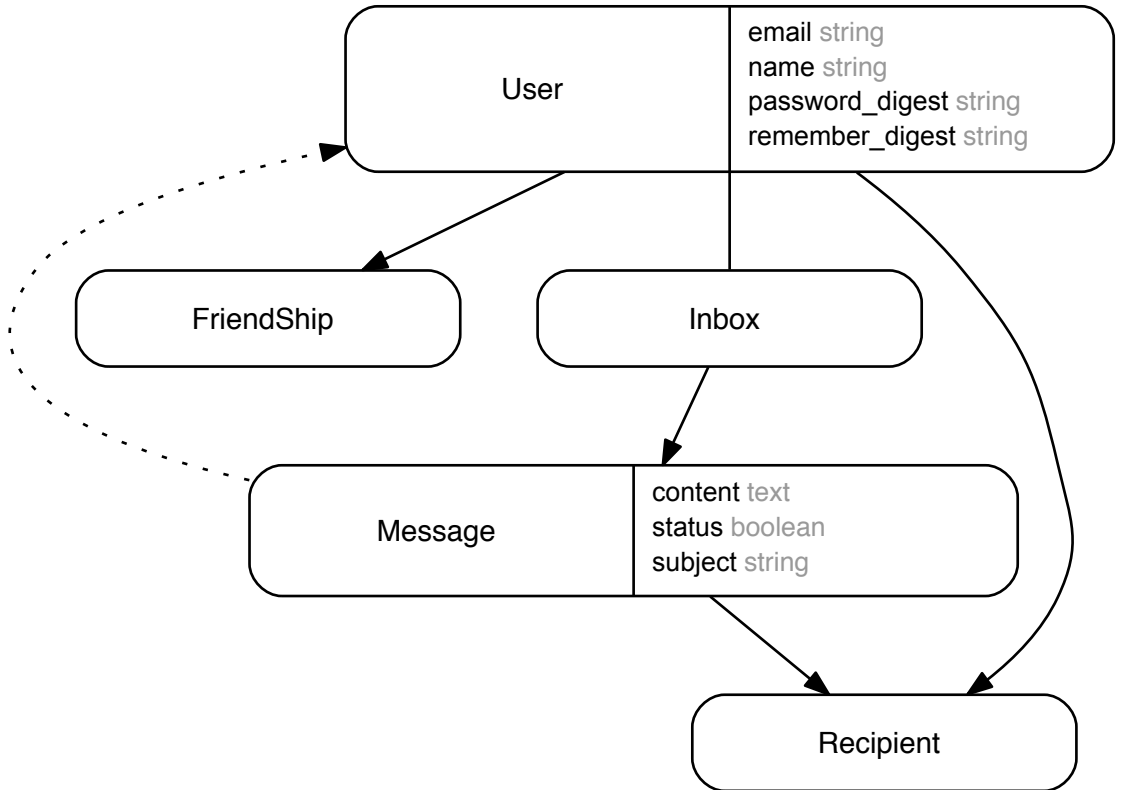 User
email string
name string
password_digest string
remember_digest string
FriendShip
Inbox
Message
content text
status boolean
subject string
Recipient